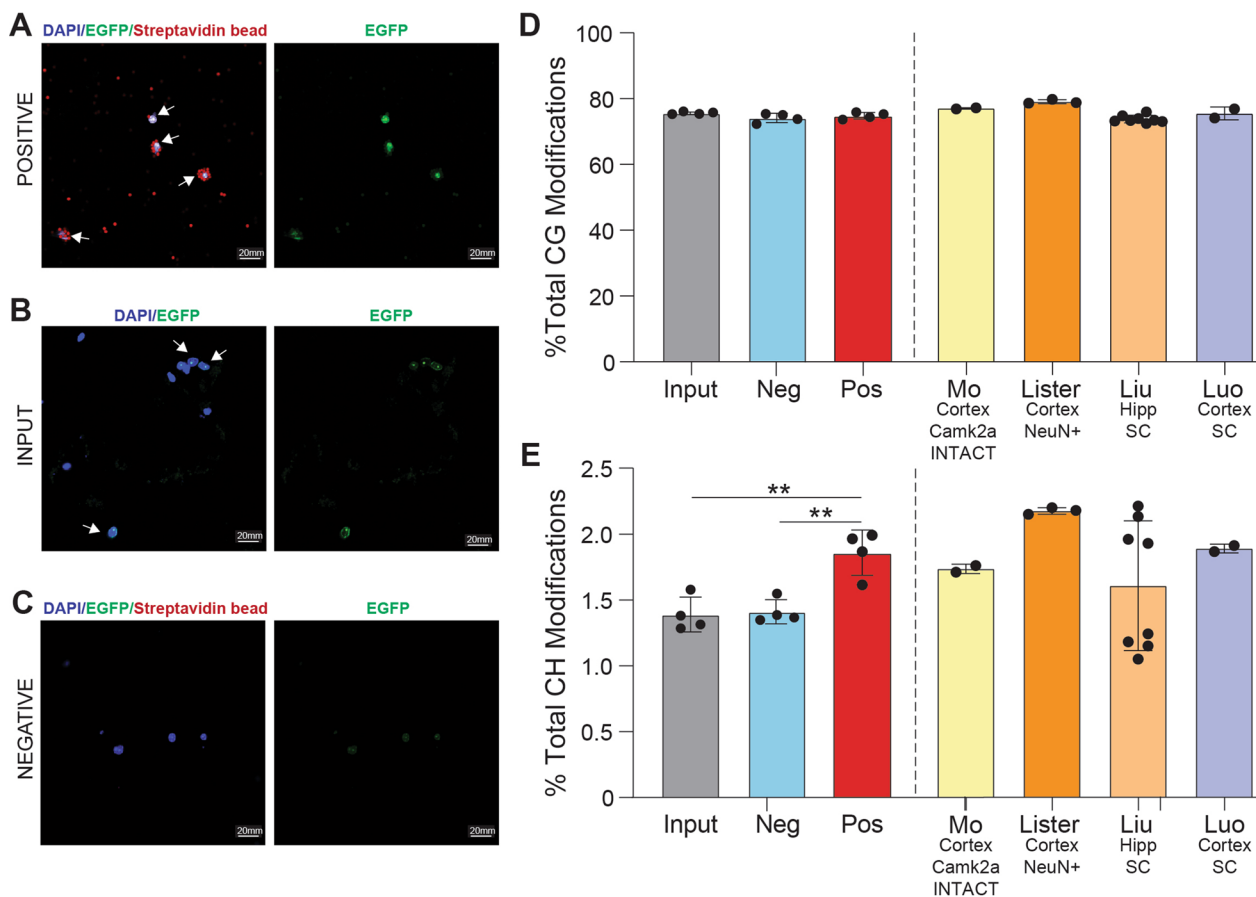 A
DAPI/EGFP/Streptavidin bead
EGFP
POSITIVE
20mm
20mm
B
DAPI/EGFP
EGFP
INPUT
20mm
20mm
C
DAPI/EGFP/Streptavidin bead
EGFP
NEGATIVE
20mm
20mm
D
%Total CG Modifications
100
80
60
40
20
0
Input
Neg
Pos
Mo
Cortex
Camk2a
INTACT
Lister
Cortex
NeuN+
Liu
Hipp
SC
Luo
Cortex
SC
E
% Total CH Modifications
2.5
2.0
1.5
1.0
0.5
0
**
**
Input
Neg
Pos
Mo
Cortex
Camk2a
INTACT
Lister
Cortex
NeuN+
Liu
Hipp
SC
Luo
Cortex
SC